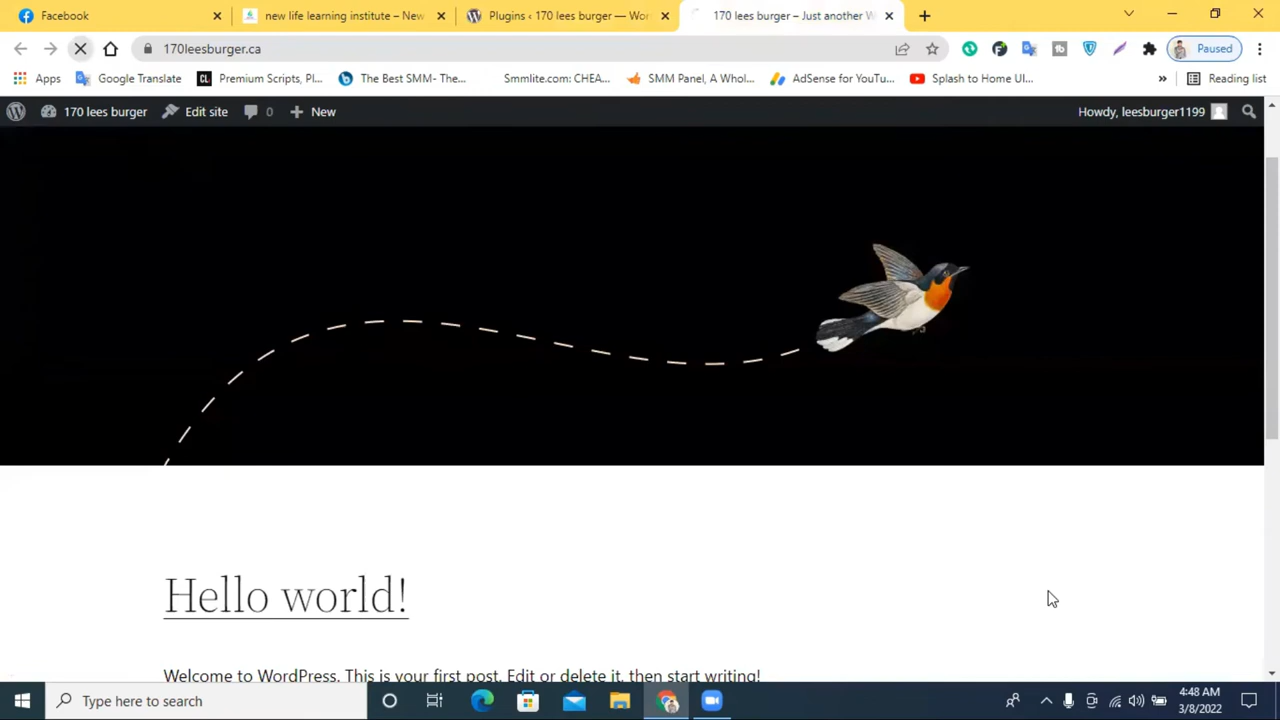 Facebook
new life learning institute – New
Plugins ‹ 170 lees burger — Wor
170 lees burger – Just another W
170leesburger.ca
Paused
Apps
Google Translate
Premium Scripts, Pl...
The Best SMM- The...
Smmlite.com: CHEA...
SMM Panel, A Whol...
AdSense for YouTu...
Splash to Home UI...
»
Reading list
170 lees burger
Edit site
0
New
Howdy, leesburger1199
Hello world!
Welcome to WordPress. This is your first post. Edit or delete it, then start writing!
Type here to search
4:48 AM
3/8/2022